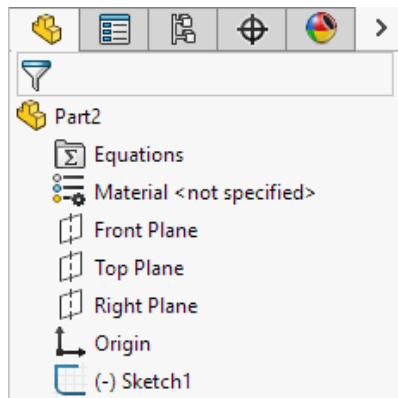 Part2
Equations
Material <not specified>
Front Plane
Top Plane
Right Plane
Origin
(-) Sketch1